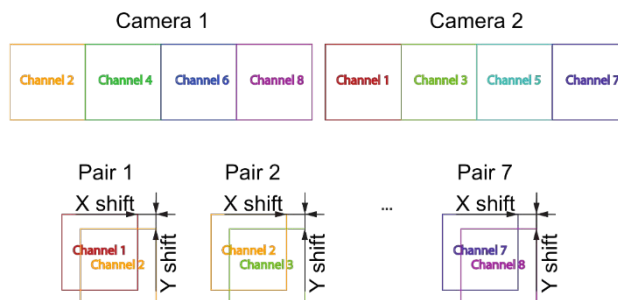 Camera 1 Camera 2
Channel 2 Channel 4 Channel 6 Channel 8 Channel 1 Channel 3 Channel 5 Channel 7
Pair 1 Pair 2 ... Pair 7
X shift X shift X shift
Channel 1 Channel 2 Channel 7
Channel 2 Channel 3 Channel 8
Y shift Y shift Y shift